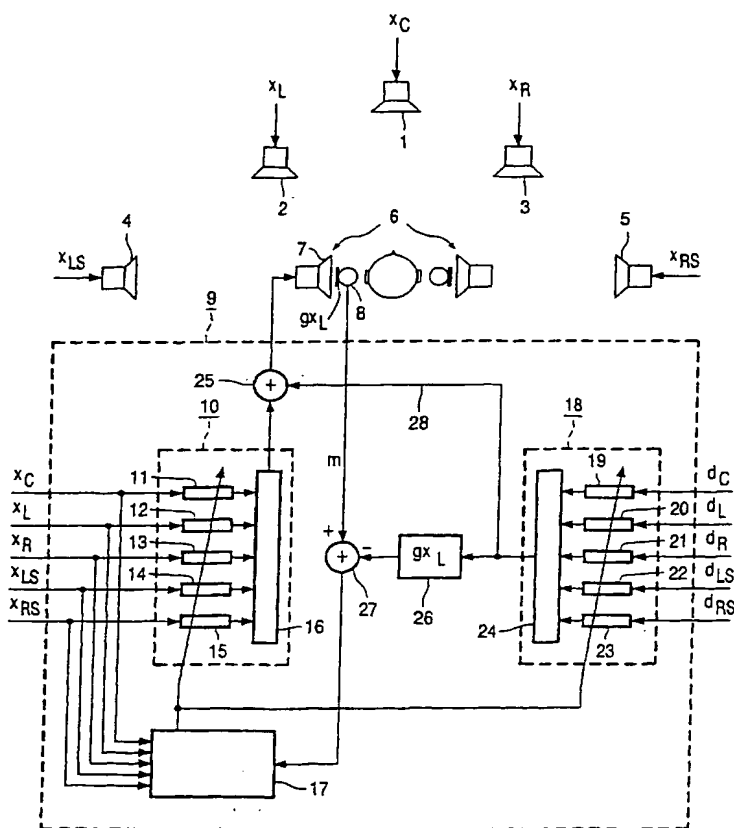 x_C
x_L
x_R
1
2
3
4
6
5
7
x_LS
x_RS
gx_L
8
9
25
10
28
18
x_C
11
m
19
d_C
x_L
12
20
d_L
x_R
13
+
−
gx_L
21
d_R
x_LS
14
22
d_LS
x_RS
27
26
24
d_RS
15
16
23
17
+
+